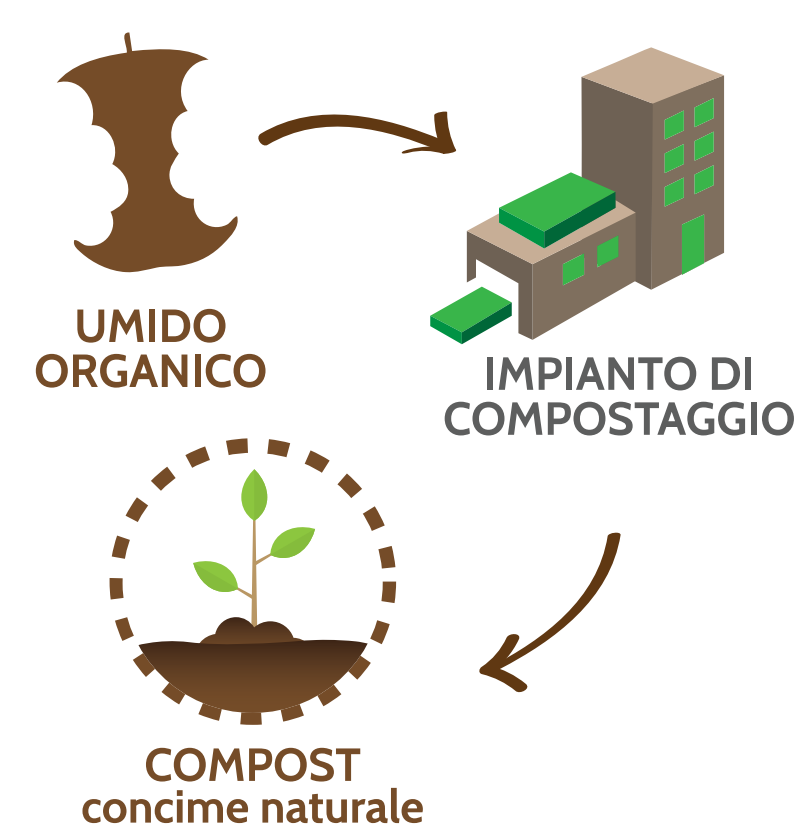 UMIDO
ORGANICO
IMPIANTO DI
COMPOSTAGGIO
COMPOST
concime naturale